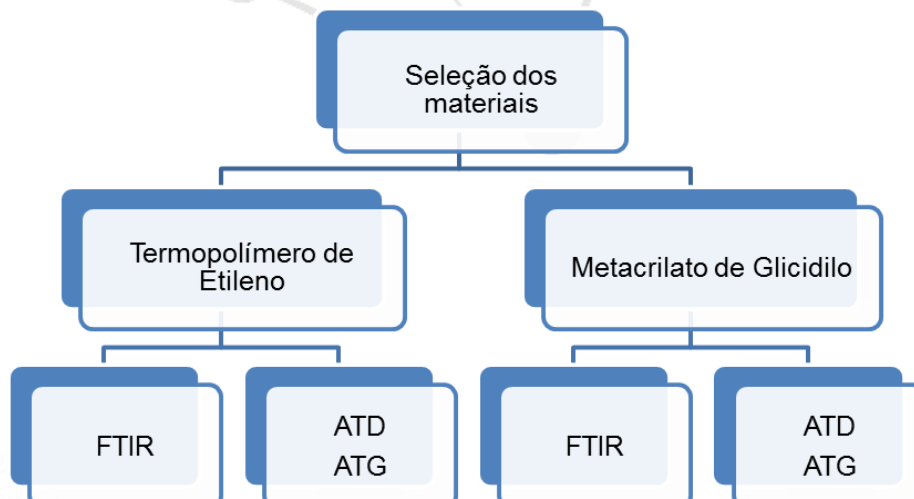 Seleção dos
materiais
Termopolímero de
Etileno
Metacrilato de Glicidilo
FTIR
ATD
ATG
FTIR
ATD
ATG